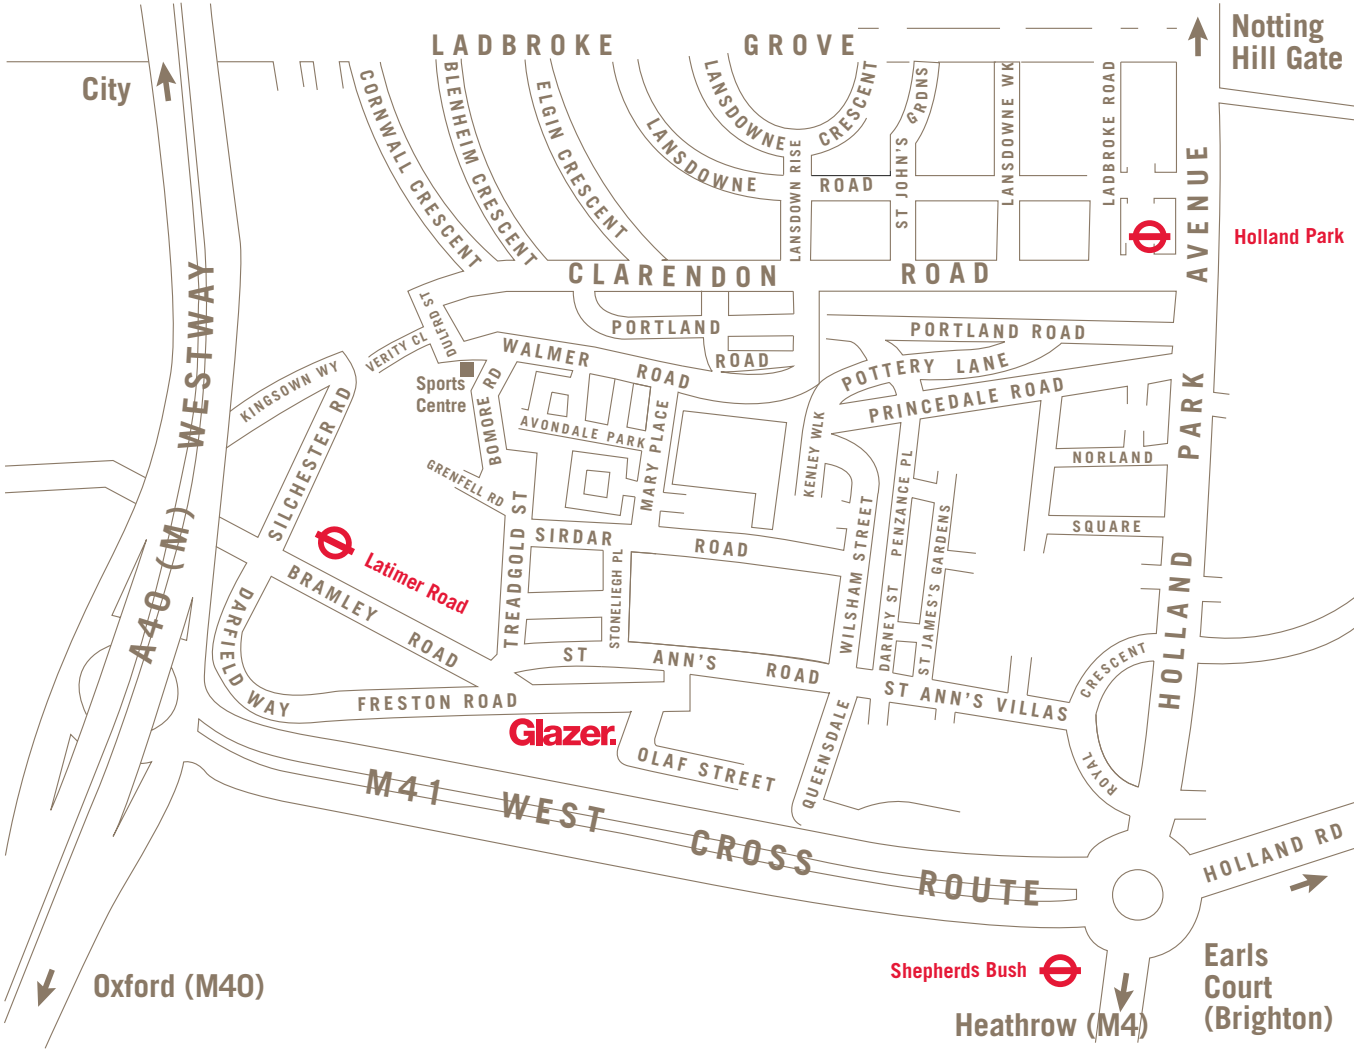 LADBROKE GROVE
Notting
Hill Gate
City
CORNWALL CRESCENT
BLENHEIM CRESCENT
ELGIN CRESCENT
LANSDOWNE ROAD
LANSDOWNE CRESCENT
LANSDOWN RISE
ST JOHN'S GRDNS
LANSDOWNE WK
LADBROKE ROAD
HOLLAND PARK AVENUE
Holland Park
CLARENDON ROAD
A40 (M) WESTWAY
DULFRD ST
VERITY CL
KINGSOWN WY
SILCHESTER RD
Sports
Centre
WALMER ROAD
PORTLAND ROAD
PORTLAND ROAD
POTTERY LANE
PRINCEDALE ROAD
BOMORE RD
AVONDALE PARK
MARY PLACE
KENLEY WLK
GRENFELL RD
NORLAND
SQUARE
TREADGOLD ST
SIRDAR ROAD
STONELIEGH PL
WILSHAM STREET
DARNEY ST
PENZANCE PL
ST JAMES'S GARDENS
Latimer Road
BRAMLEY ROAD
DARFIELD WAY
ST ANN'S ROAD
ST ANN'S VILLAS
ROYAL CRESCENT
FRESTON ROAD
Glazer.
OLAF STREET
QUEENSDALE
M41 WEST CROSS ROUTE
HOLLAND RD
Oxford (M40)
Shepherds Bush
Heathrow (M4)
Earls
Court
(Brighton)